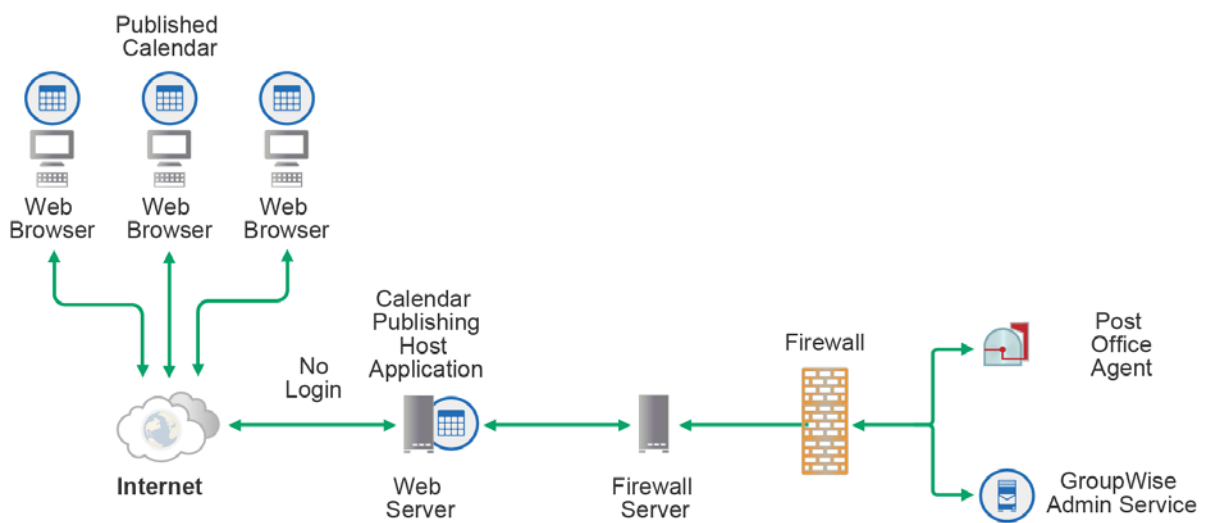 Published
Calendar
Web
Browser
Web
Browser
Web
Browser
Calendar
Publishing
Host
Application
No
Login
Firewall
Post
Office
Agent
Internet
Web
Server
Firewall
Server
GroupWise
Admin Service